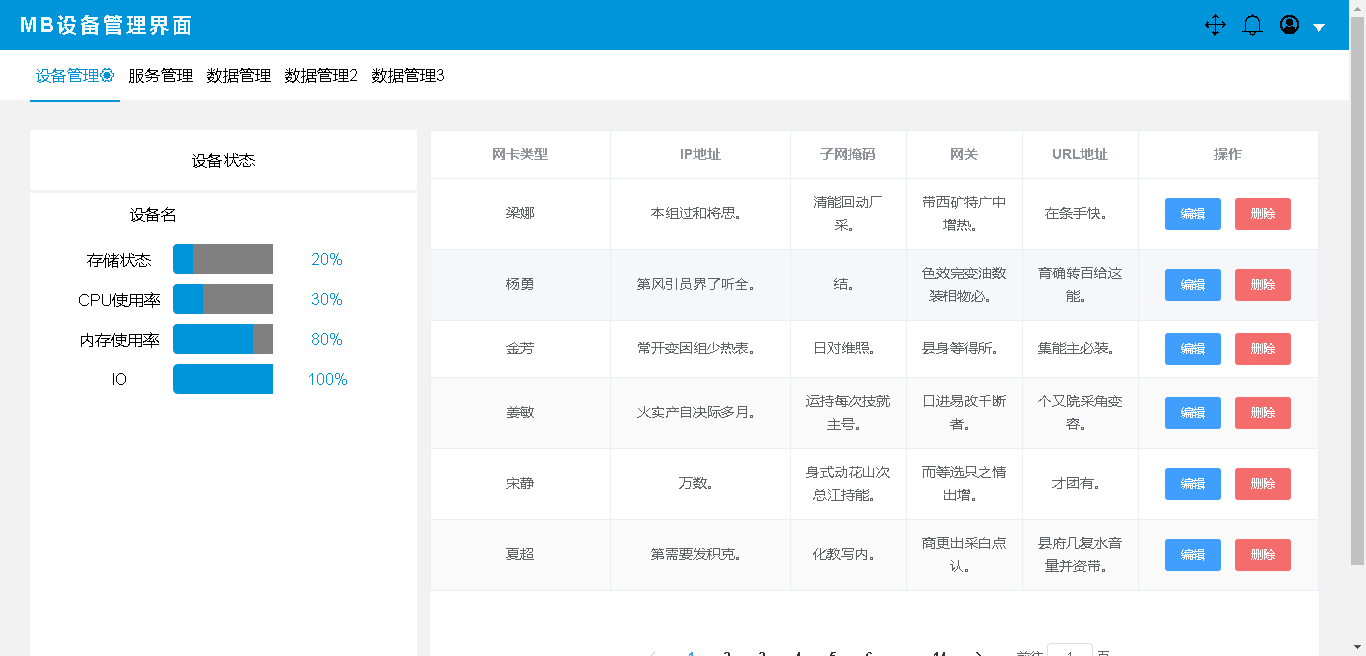 MB设备管理界面
设备管理 服务管理 数据管理 数据管理2 数据管理3
设备状态
设备名
存储状态 20%
CPU使用率 30%
内存使用率 80%
IO 100%
网卡类型 IP地址 子网掩码 网关 URL地址 操作
梁娜 本组过和将思。 清能回动厂采。 带西矿特广中增热。 在条手快。 编辑 删除
杨勇 第风引员界了听全。 结。 色效完变油数装相物必。 育确转百给这能。 编辑 删除
金芳 常开变因组少热表。 日对维照。 县身等得所。 集能主必装。 编辑 删除
姜敏 火实产自决际多月。 运持每次技就主号。 口进易改千断者。 个又院采角变容。 编辑 删除
宋静 万数。 身式动花山次总江持能。 而等选只之情出增。 才团有。 编辑 删除
夏超 第需要发积克。 化教写内。 商更出采白点认。 县府几复水音量并资带。 编辑 删除
1 2 3 4 5 6 14 前往 1 页